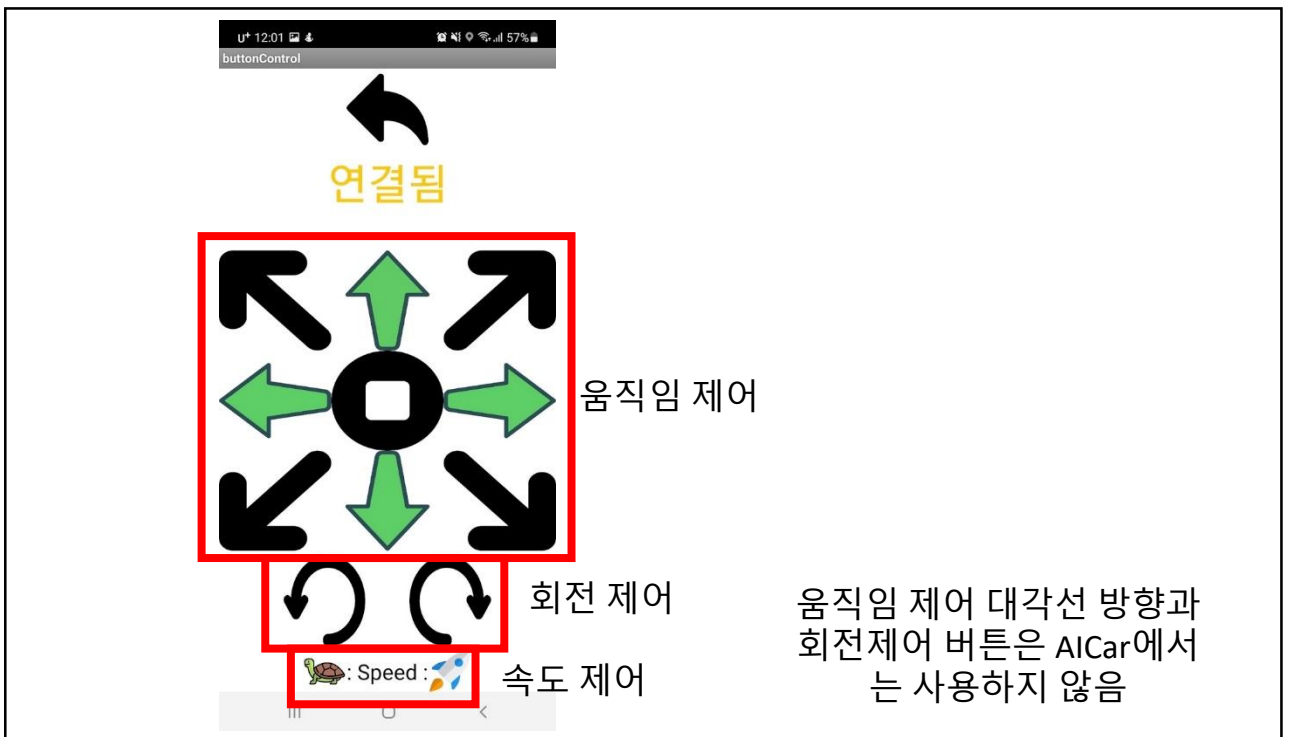 U+ 12:01 57%
buttonControl
연결됨
움직임 제어
회전 제어
: Speed :
속도 제어
움직임 제어 대각선 방향과
회전제어 버튼은 AICar에서
는 사용하지 않음